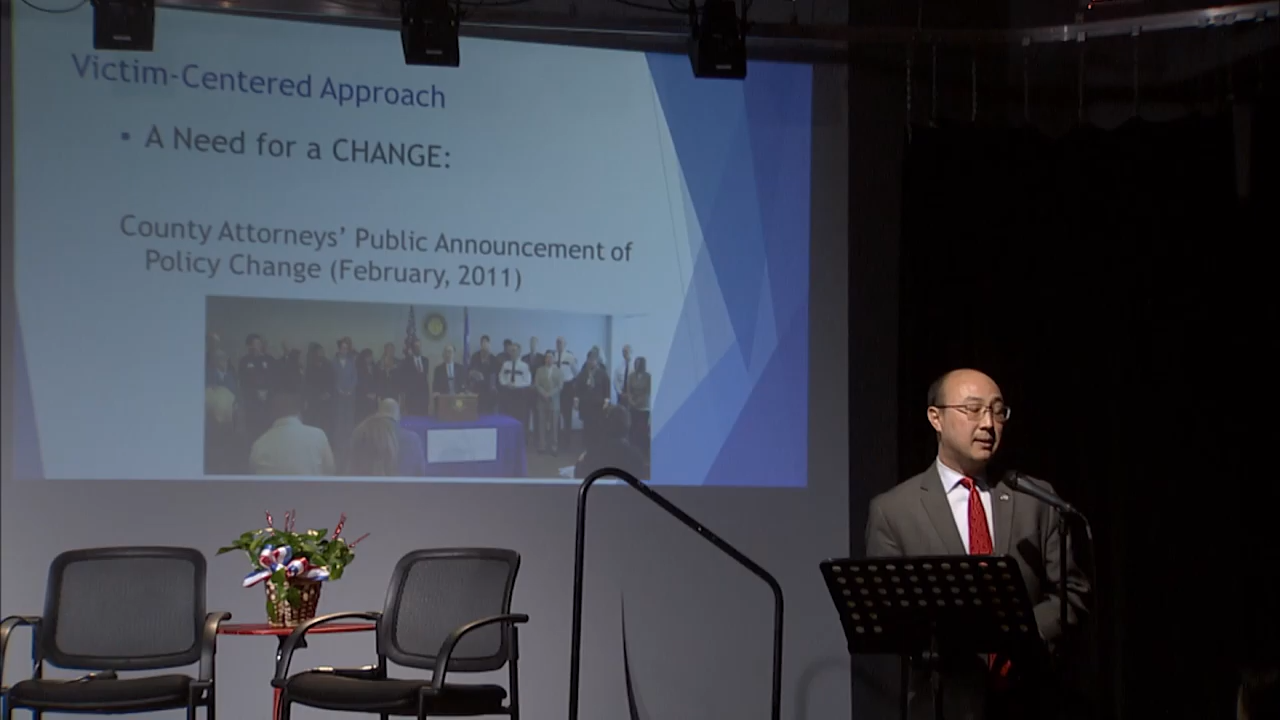 Victim-Centered Approach
• A Need for a CHANGE:
County Attorneys' Public Announcement of
Policy Change (February, 2011)